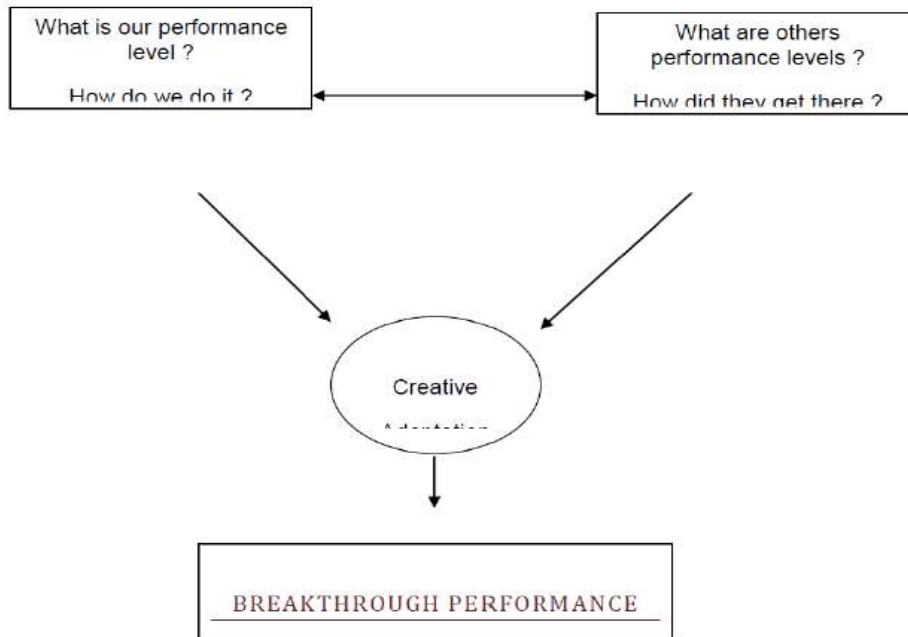 What is our performance
level ?
How do we do it ?
What are others
performance levels ?
How did they get there ?
Creative
Adaptation
BREAKTHROUGH PERFORMANCE